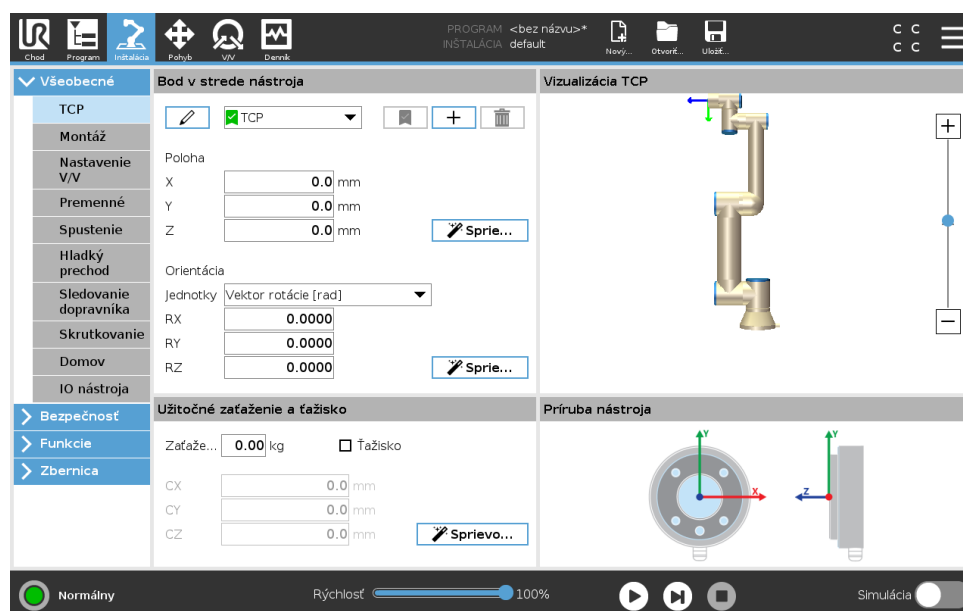 PROGRAM <bez názvu>*
INŠTALÁCIA default
C C
C C
Chod Program Inštalácia Pohyb V/V Denník Nový... Otvoriť... Uložiť...
Všeobecné
TCP
Montáž
Nastavenie
V/V
Premenné
Spustenie
Hladký
prechod
Sledovanie
dopravníka
Skrutkovanie
Domov
IO nástroja
Bezpečnosť
Funkcie
Zbernica
Bod v strede nástroja
TCP
Poloha
X 0.0 mm
Y 0.0 mm
Z 0.0 mm Sprie...
Orientácia
Jednotky Vektor rotácie [rad]
RX 0.0000
RY 0.0000
RZ 0.0000 Sprie...
Užitočné zaťaženie a ťažisko
Zaťaže... 0.00 kg Ťažisko
CX 0.0 mm
CY 0.0 mm
CZ 0.0 mm Sprievo...
Vizualizácia TCP
Príruba nástroja
Y Y
X Z
Normálny Rýchlosť 100% Simulácia